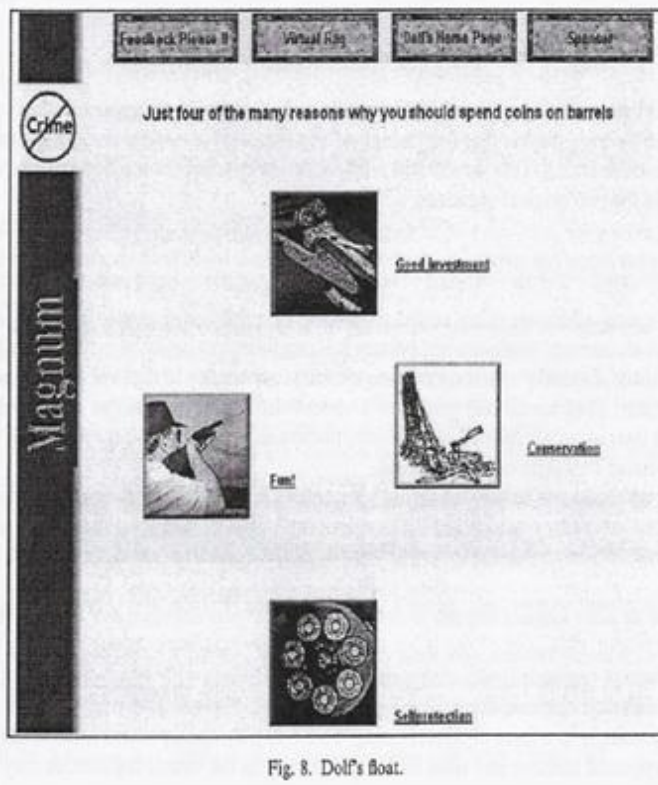 Feedback Please !! Virtual Rag Dolf's Home Page Sponsor
Crime
Just four of the many reasons why you should spend coins on barrels
Magnum
Good Investment
Conservation
Fun!
Selfprotection
Fig. 8. Dolf's float.